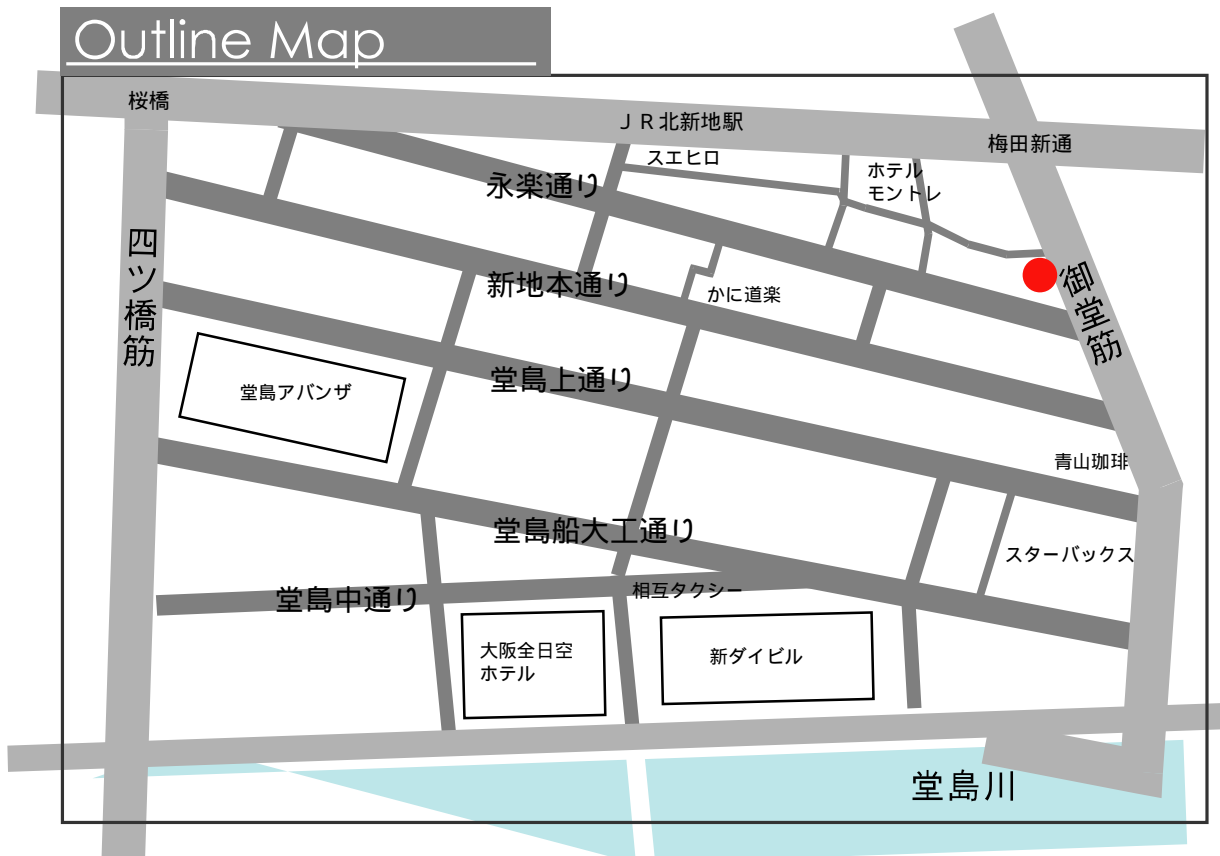 Outline Map
桜橋
JR北新地駅
梅田新道
スエヒロ
ホテル
モントレ
永楽通り
四ツ橋筋
新地本通り
かに道楽
御堂筋
堂島上通り
堂島アバンザ
青山珈琲
堂島船大工通り
スターバックス
堂島中通り
相互タクシー
大阪全日空
ホテル
新ダイビル
堂島川